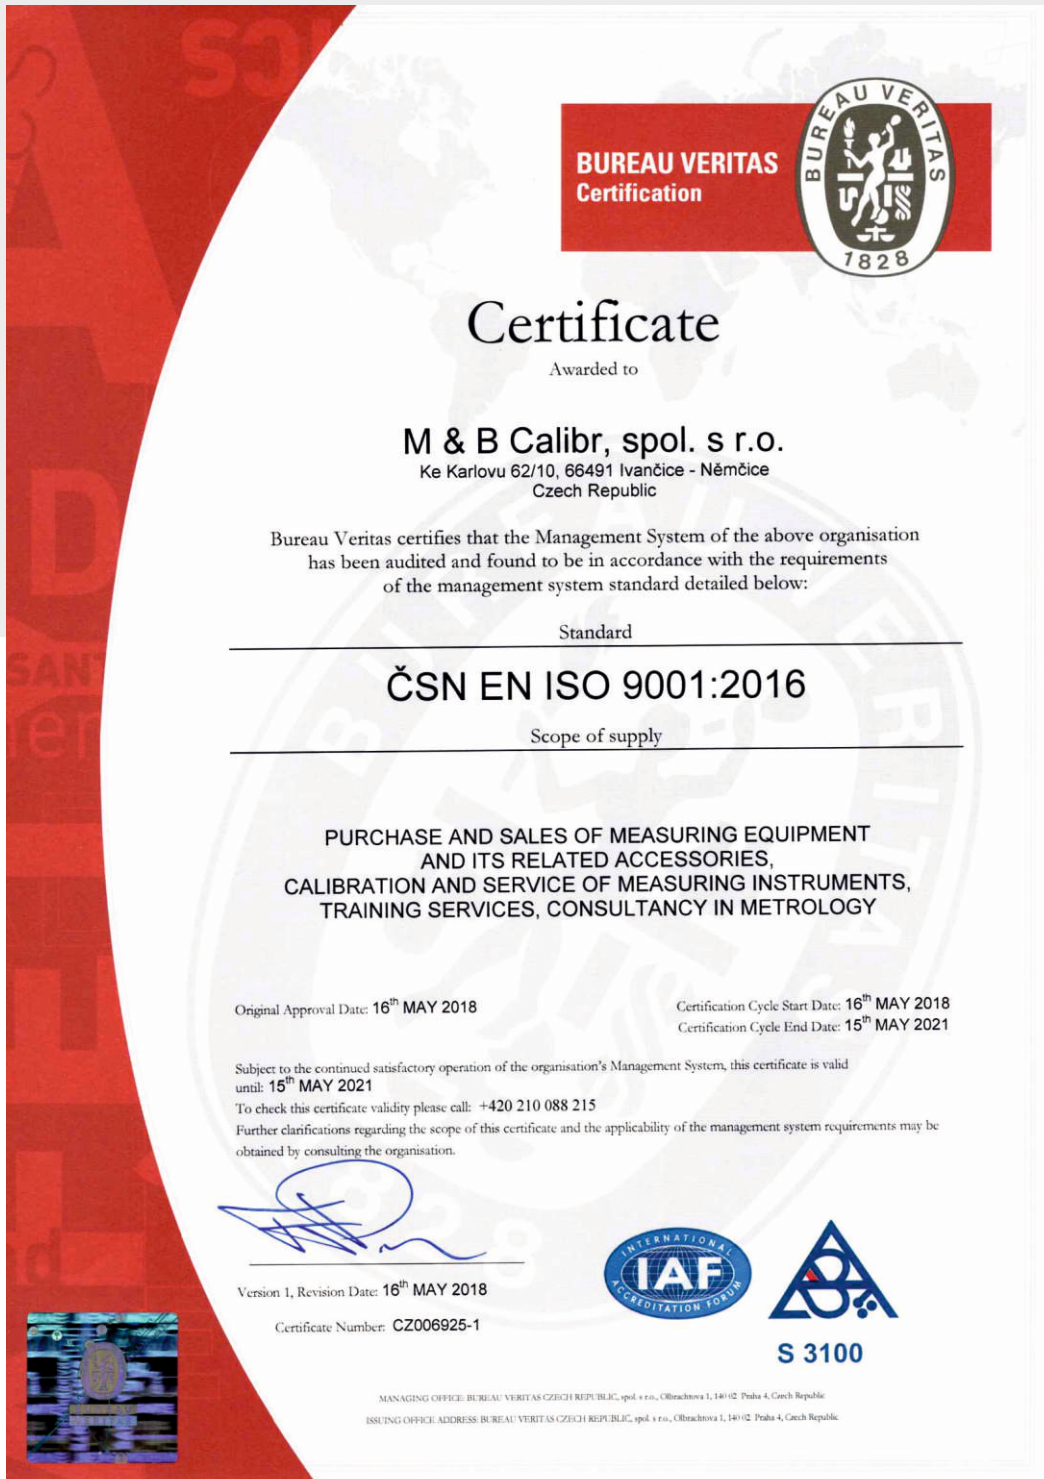 BUREAU VERITAS
Certification
BUREAU VERITAS
1828
Certificate
Awarded to
M & B Calibr, spol. s r.o.
Ke Karlovu 62/10, 66491 Ivančice - Němčice
Czech Republic
Bureau Veritas certifies that the Management System of the above organisation
has been audited and found to be in accordance with the requirements
of the management system standard detailed below:
Standard
ČSN EN ISO 9001:2016
Scope of supply
PURCHASE AND SALES OF MEASURING EQUIPMENT
AND ITS RELATED ACCESSORIES,
CALIBRATION AND SERVICE OF MEASURING INSTRUMENTS,
TRAINING SERVICES, CONSULTANCY IN METROLOGY
Original Approval Date: 16th MAY 2018
Certification Cycle Start Date: 16th MAY 2018
Certification Cycle End Date: 15th MAY 2021
Subject to the continued satisfactory operation of the organisation's Management System, this certificate is valid
until: 15th MAY 2021
To check this certificate validity please call: +420 210 088 215
Further clarifications regarding the scope of this certificate and the applicability of the management system requirements may be
obtained by consulting the organisation.
Version 1, Revision Date: 16th MAY 2018
Certificate Number: CZ006925-1
INTERNATIONAL
IAF
ACCREDITATION FORUM
S 3100
MANAGING OFFICE: BUREAU VERITAS CZECH REPUBLIC, spol. s r.o., Olbrachtova 1, 140 02 Praha 4, Czech Republic
ISSUING OFFICE ADDRESS: BUREAU VERITAS CZECH REPUBLIC, spol. s r.o., Olbrachtova 1, 140 02 Praha 4, Czech Republic